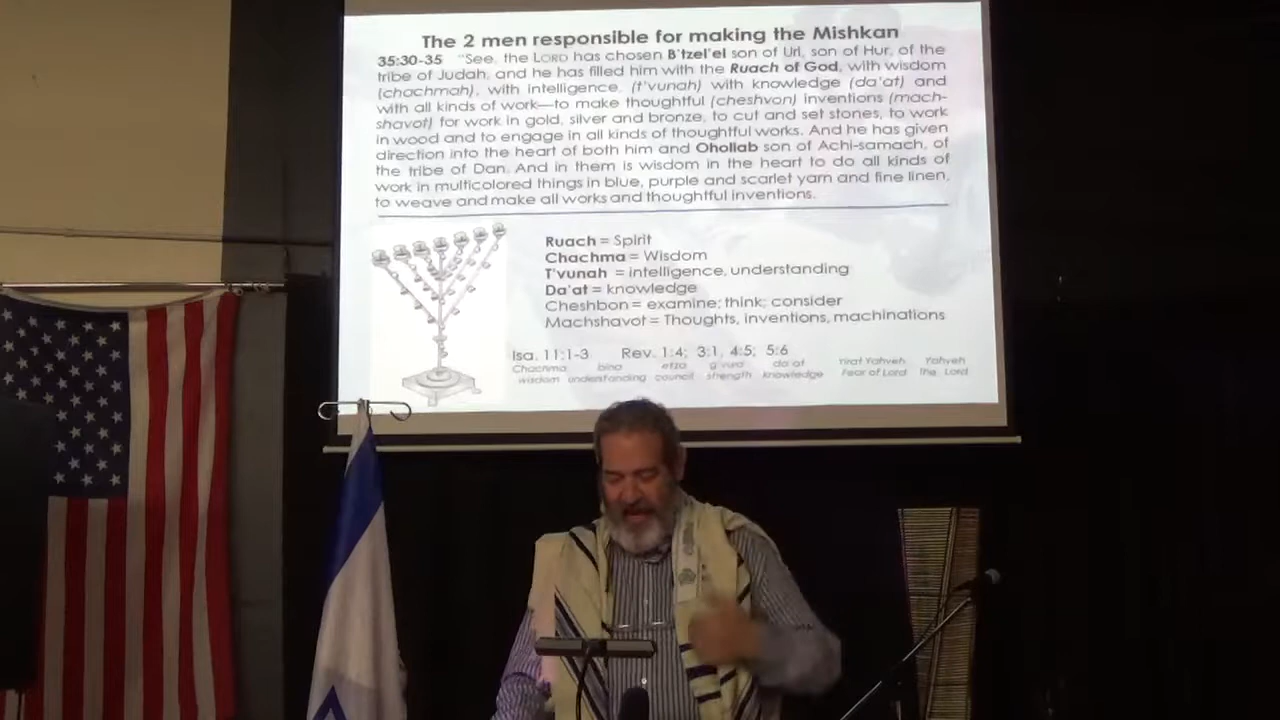 The 2 men responsible for making the Mishkan
35:30-35 "See, the LORD has chosen B'tzel'el son of Uri, son of Hur, of the
tribe of Judah, and he has filled him with the Ruach of God, with wisdom
(chachmah), with intelligence, (t'vunah) with knowledge (da'at) and
with all kinds of work—to make thoughtful (cheshvon) inventions (mach-
shavot) for work in gold, silver and bronze, to cut and set stones, to work
in wood and to engage in all kinds of thoughtful works. And he has given
direction into the heart of both him and Oholiab son of Achi-samach, of
the tribe of Dan. And in them is wisdom in the heart to do all kinds of
work in multicolored things in blue, purple and scarlet yarn and fine linen,
to weave and make all works and thoughtful inventions.
Ruach = Spirit
Chachma = Wisdom
T'vunah = intelligence, understanding
Da'at = knowledge
Cheshbon = examine; think; consider
Machshavot = Thoughts, inventions, machinations
Isa. 11:1-3 Rev. 1:4; 3:1, 4:5; 5:6
Chachma bina etza g'vura da'at Yirat Yahveh Yahveh
wisdom understanding council strength knowledge Fear of Lord the Lord